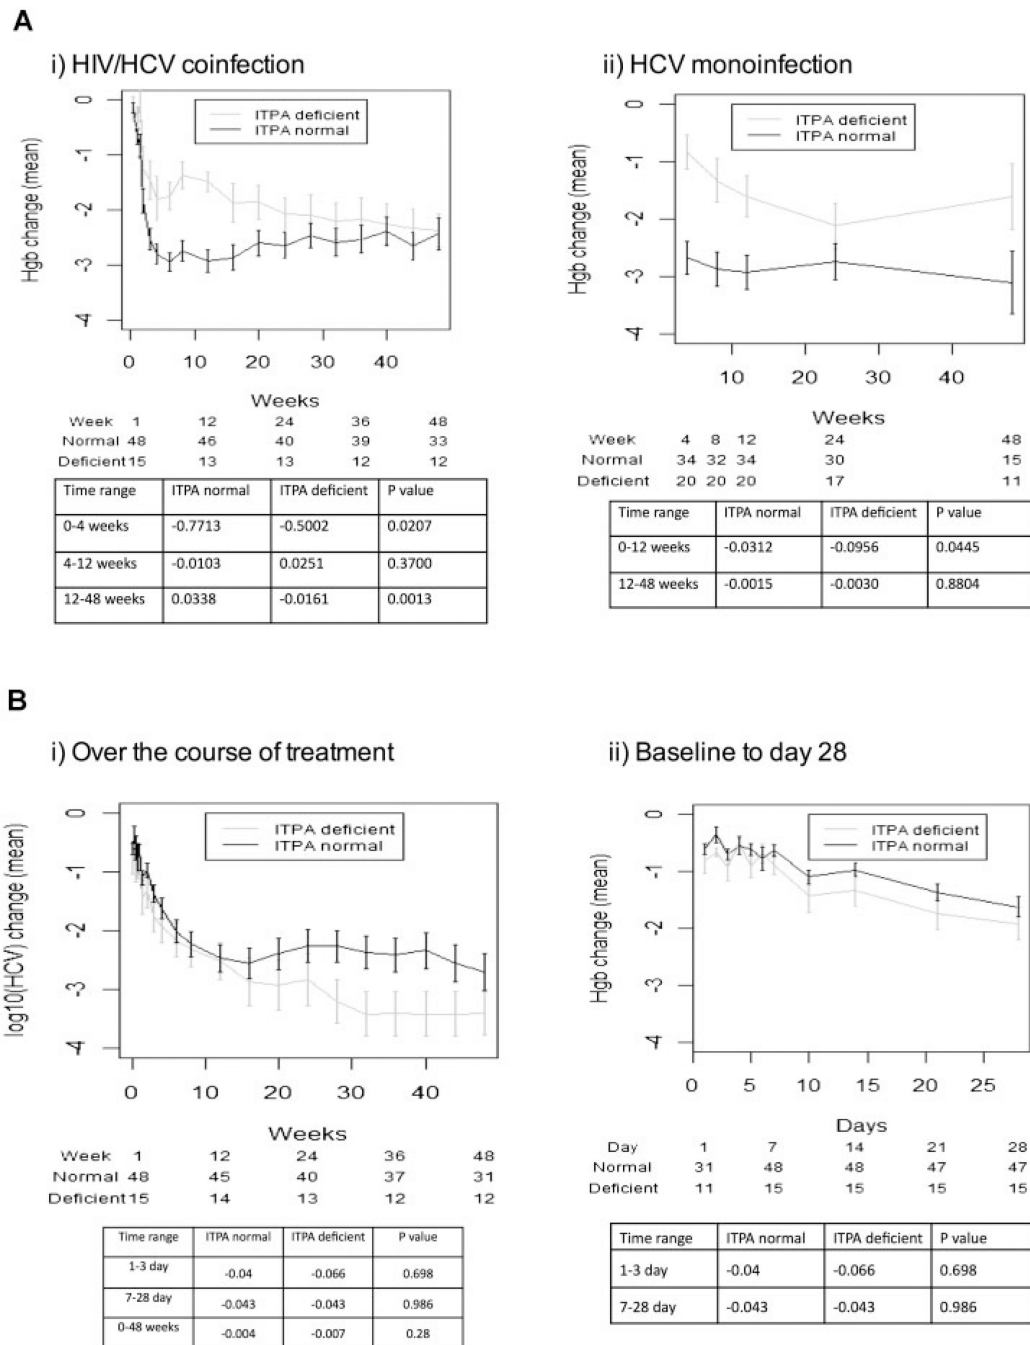 A
i) HIV/HCV coinfection
0
-1
-2
-3
-4
Hgb change (mean)
ITPA deficient
ITPA normal
0 10 20 30 40
Weeks
Week 1 12 24 36 48
Normal 48 46 40 39 33
Deficient 15 13 13 12 12
Time range ITPA normal ITPA deficient P value
0-4 weeks -0.7713 -0.5002 0.0207
4-12 weeks -0.0103 0.0251 0.3700
12-48 weeks 0.0338 -0.0161 0.0013
ii) HCV monoinfection
0
-1
-2
-3
-4
Hgb change (mean)
ITPA deficient
ITPA normal
10 20 30 40
Weeks
Week 4 8 12 24 48
Normal 34 32 34 30 15
Deficient 20 20 20 17 11
Time range ITPA normal ITPA deficient P value
0-12 weeks -0.0312 -0.0956 0.0445
12-48 weeks -0.0015 -0.0030 0.8804
B
i) Over the course of treatment
0
-1
-2
-3
-4
log10(HCV) change (mean)
ITPA deficient
ITPA normal
0 10 20 30 40
Weeks
Week 1 12 24 36 48
Normal 48 45 40 37 31
Deficient 15 14 13 12 12
Time range ITPA normal ITPA deficient P value
1-3 day -0.04 -0.066 0.698
7-28 day -0.043 -0.043 0.986
0-48 weeks -0.004 -0.007 0.28
ii) Baseline to day 28
0
-1
-2
-3
-4
Hgb change (mean)
ITPA deficient
ITPA normal
0 5 10 15 20 25
Days
Day 1 7 14 21 28
Normal 31 48 48 47 47
Deficient 11 15 15 15 15
Time range ITPA normal ITPA deficient P value
1-3 day -0.04 -0.066 0.698
7-28 day -0.043 -0.043 0.986